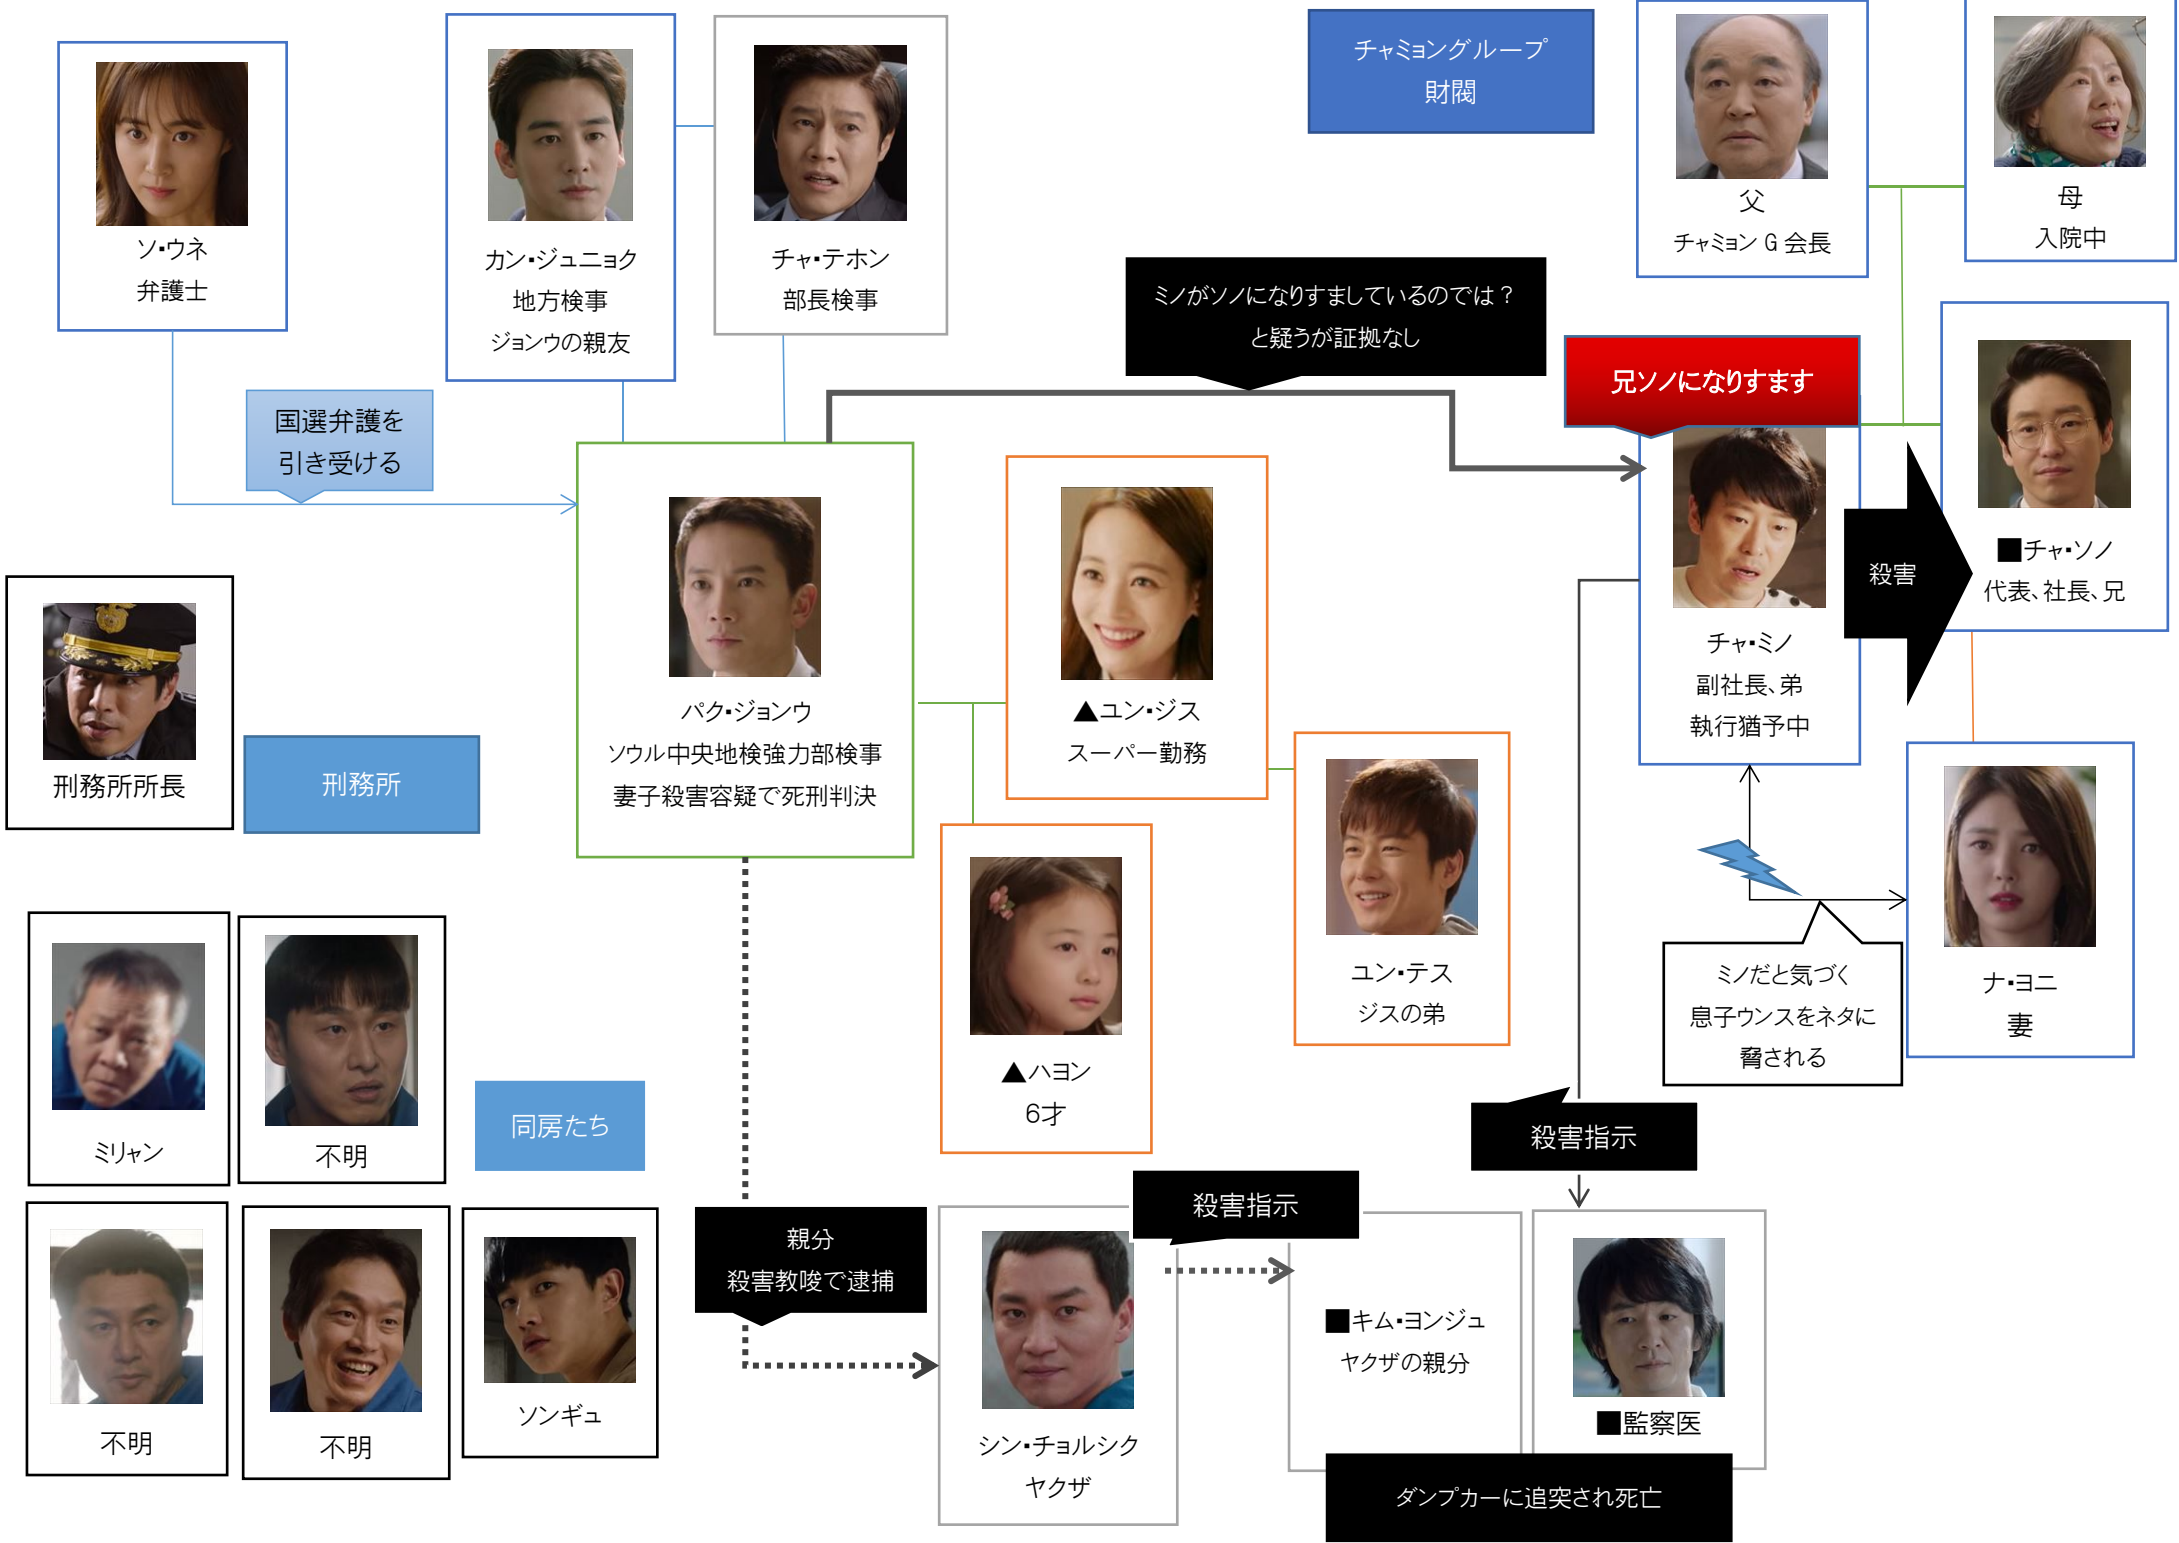 チャミョングループ
財閥
父
チャミョン G 会長
母
入院中
ソ・ウネ
弁護士
カン・ジュニョク
地方検事
ジョンウの親友
チャ・テホン
部長検事
ミノがソノになりすましているのでは？
と疑うが証拠なし
兄ソノになりすます
国選弁護を
引き受ける
■チャ・ソノ
代表、社長、兄
殺害
チャ・ミノ
副社長、弟
執行猶予中
パク・ジョンウ
ソウル中央地検強力部検事
妻子殺害容疑で死刑判決
▲ユン・ジス
スーパー勤務
刑務所所長
刑務所
ユン・テス
ジスの弟
ナ・ヨニ
妻
ミノだと気づく
息子ウンスをネタに
脅される
▲ハヨン
6才
ミリャン
不明
同房たち
殺害指示
殺害指示
親分
殺害教唆で逮捕
■キム・ヨンジュ
ヤクザの親分
■監察医
不明
不明
ソンギュ
シン・チョルシク
ヤクザ
ダンプカーに追突され死亡